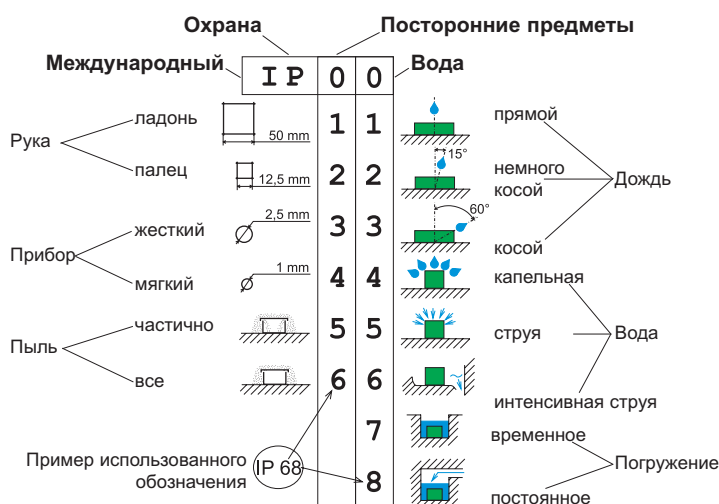 Охрана Посторонние предметы
Международный IP 0 0 Вода
Рука ладонь 50 mm 1 1 прямой
палец 12,5 mm 2 2 15° немного косой Дождь
Прибор жесткий 2,5 mm 3 3 60° косой
мягкий 1 mm 4 4 капельная
Пыль частично 5 5 струя Вода
все 6 6 интенсивная струя
7 временное
Пример использованного обозначения IP 68 8 Погружение
постоянное